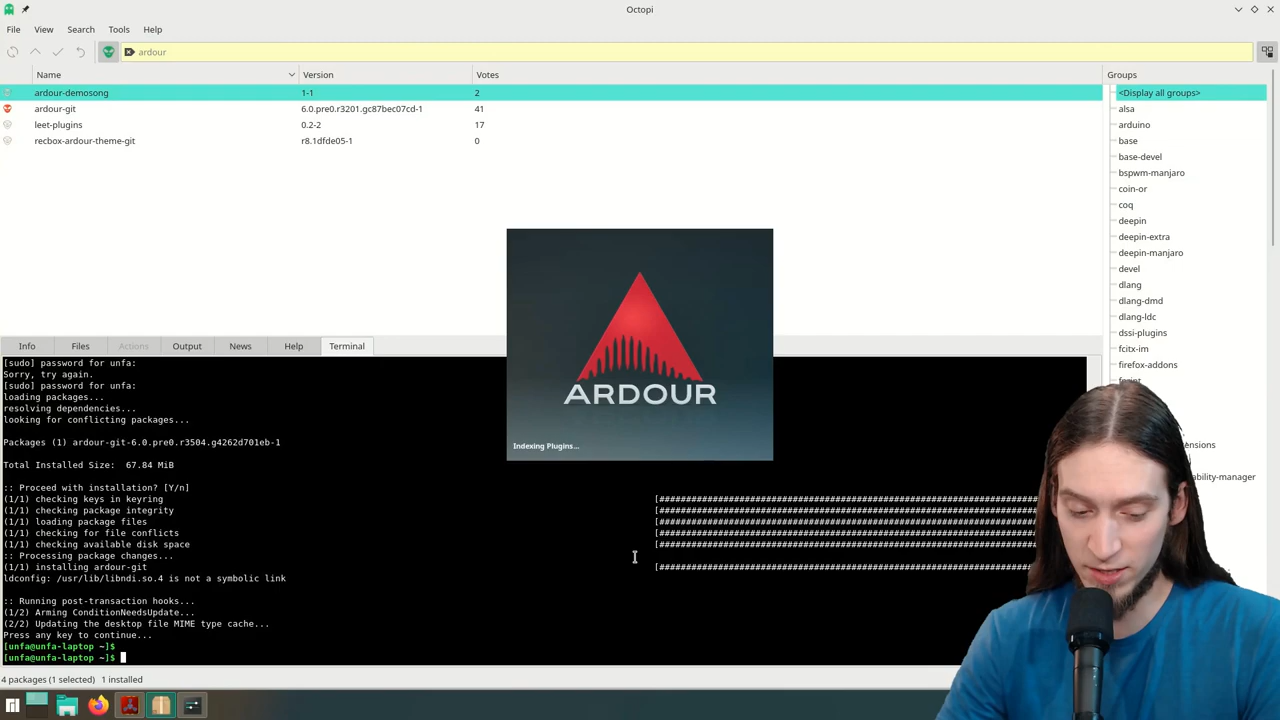 Octopi
File View Search Tools Help
ardour
Name Version Votes Groups
ardour-demosong 1-1 2 <Display all groups>
ardour-git 6.0.pre0.r3201.gc87bec07cd-1 41 alsa
leet-plugins 0.2-2 17 arduino
recbox-ardour-theme-git r8.1dfde05-1 0 base
base-devel
bspwm-manjaro
coin-or
coq
deepin
deepin-extra
deepin-manjaro
devel
dlang
dlang-dmd
dlang-ldc
dssi-plugins
fcitx-im
firefox-addons
ARDOUR
Indexing Plugins...
Info Files Actions Output News Help Terminal
[sudo] password for unfa:
Sorry, try again.
[sudo] password for unfa:
loading packages...
resolving dependencies...
looking for conflicting packages...
Packages (1) ardour-git-6.0.pre0.r3504.g4262d701eb-1
Total Installed Size: 67.84 MiB
:: Proceed with installation? [Y/n]
(1/1) checking keys in keyring
(1/1) checking package integrity
(1/1) loading package files
(1/1) checking for file conflicts
(1/1) checking available disk space
:: Processing package changes...
(1/1) installing ardour-git
ldconfig: /usr/lib/libndi.so.4 is not a symbolic link
:: Running post-transaction hooks...
(1/2) Arming ConditionNeedsUpdate...
(2/2) Updating the desktop file MIME type cache...
Press any key to continue...
[unfa@unfa-laptop ~]$
[unfa@unfa-laptop ~]$
4 packages (1 selected) 1 installed